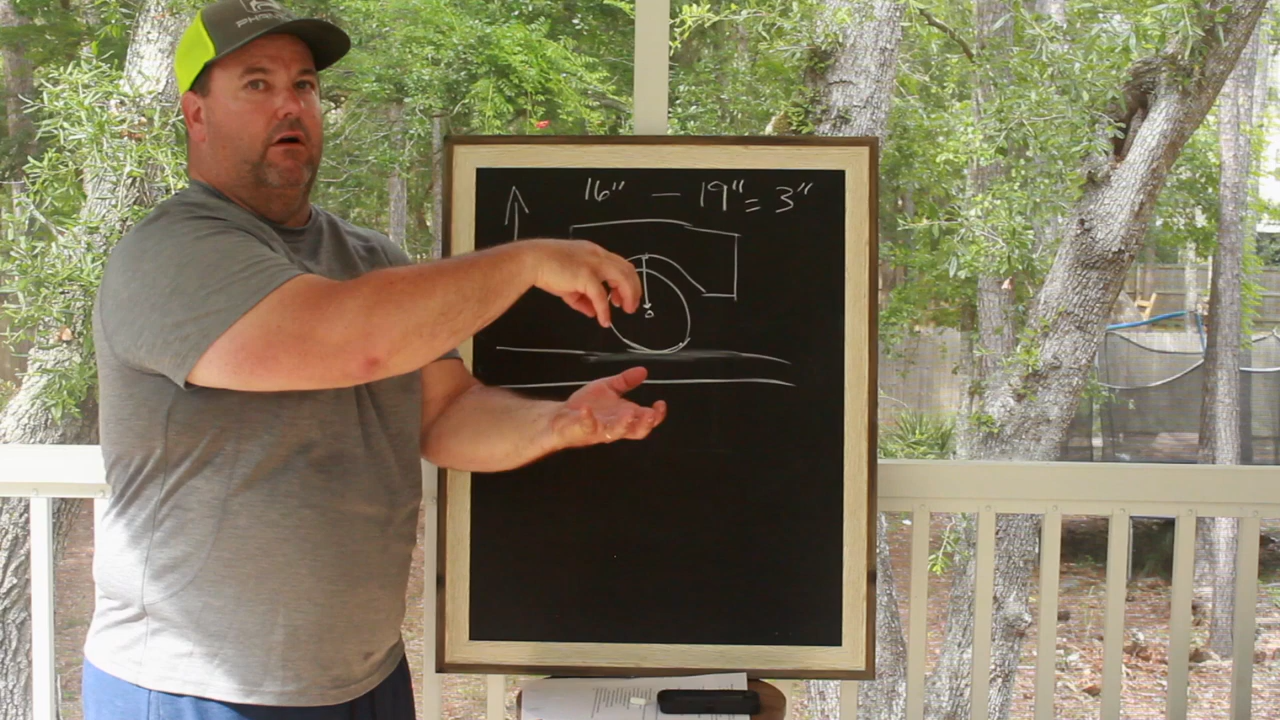 16" — 19" = 3"